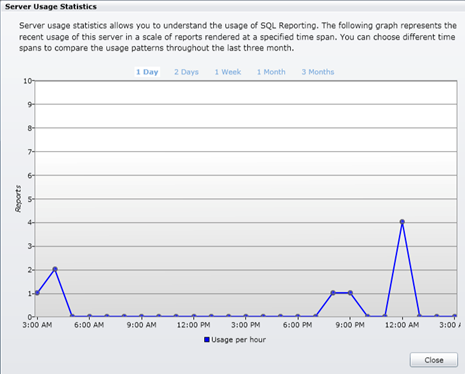 Server Usage Statistics
Server usage statistics allows you to understand the usage of SQL Reporting. The following graph represents the
recent usage of this server in a scale of reports rendered at a specified time span. You can choose different time
spans to compare the usage patterns throughout the last three month.
1 Day 2 Days 1 Week 1 Month 3 Months
10
9
8
7
6
5
4
3
2
1
0
Reports
3:00 AM 6:00 AM 9:00 AM 12:00 PM 3:00 PM 6:00 PM 9:00 PM 12:00 AM 3:00 A
Usage per hour
Close